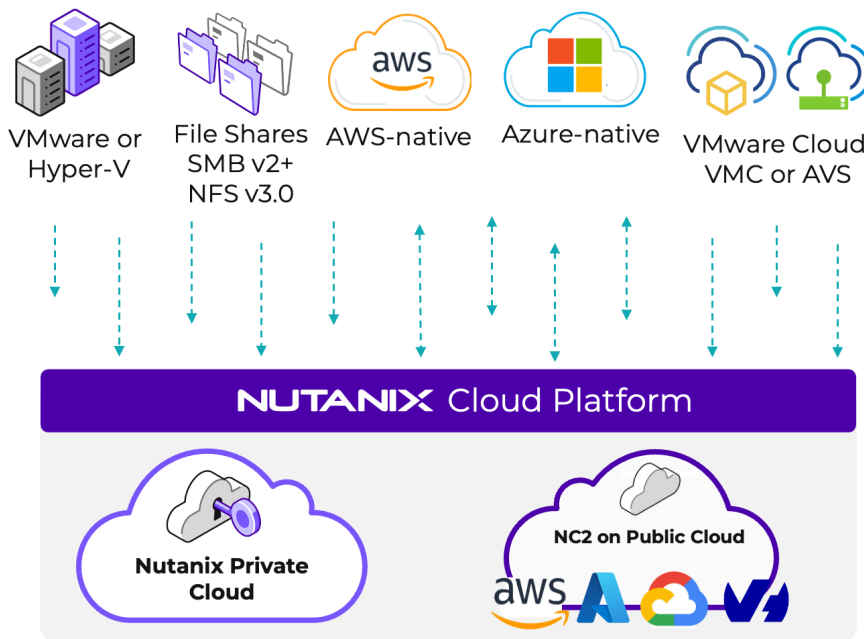 aws
VMware or
Hyper-V
File Shares
SMB v2+
NFS v3.0
AWS-native
Azure-native
VMware Cloud
VMC or AVS
NUTANIX Cloud Platform
Nutanix Private
Cloud
NC2 on Public Cloud
aws